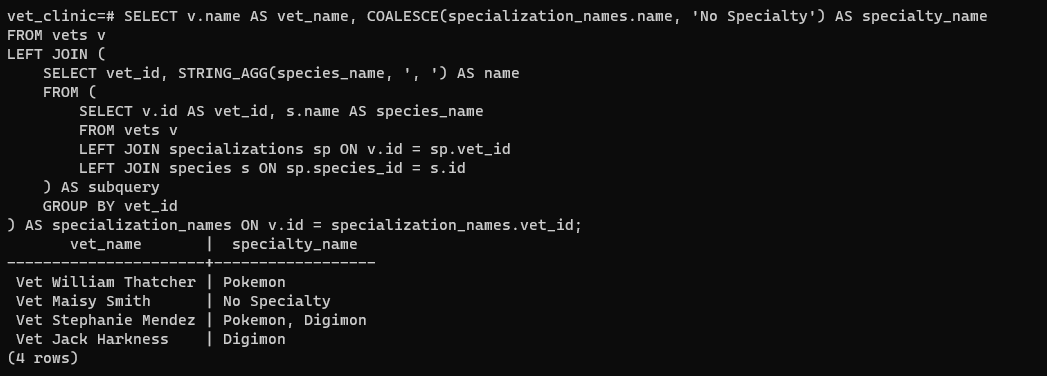 vet_clinic=# SELECT v.name AS vet_name, COALESCE(specialization_names.name, 'No Specialty') AS specialty_name
FROM vets v
LEFT JOIN (
    SELECT vet_id, STRING_AGG(species_name, ', ') AS name
    FROM (
        SELECT v.id AS vet_id, s.name AS species_name
        FROM vets v
        LEFT JOIN specializations sp ON v.id = sp.vet_id
        LEFT JOIN species s ON sp.species_id = s.id
    ) AS subquery
    GROUP BY vet_id
) AS specialization_names ON v.id = specialization_names.vet_id;
       vet_name       |  specialty_name
----------------------+------------------
 Vet William Thatcher | Pokemon
 Vet Maisy Smith      | No Specialty
 Vet Stephanie Mendez | Pokemon, Digimon
 Vet Jack Harkness    | Digimon
(4 rows)